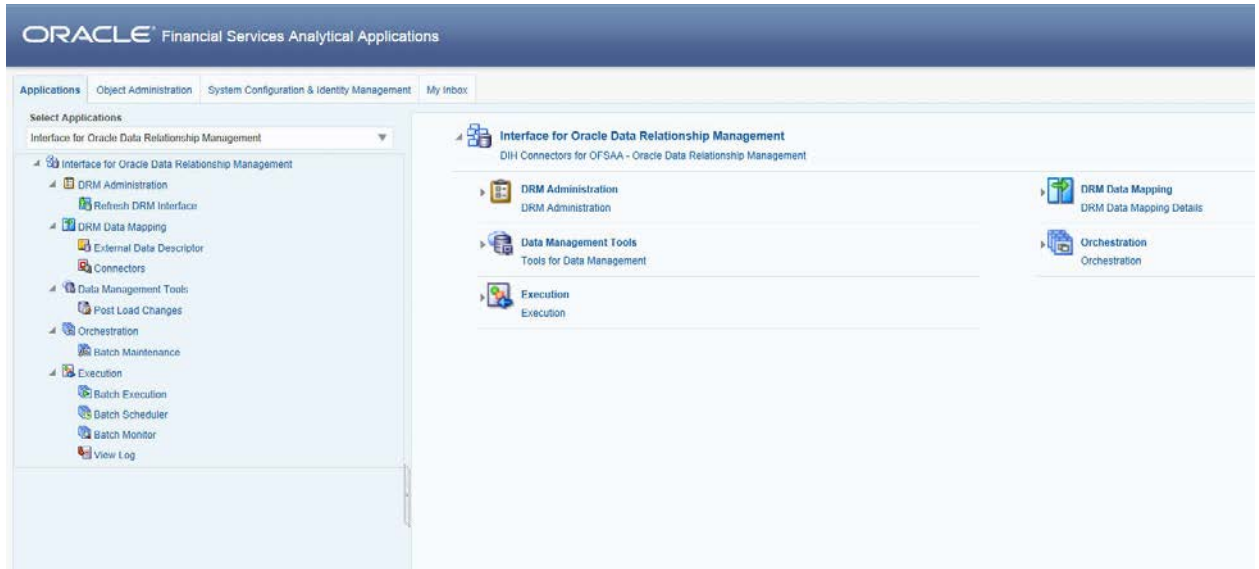 ORACLE Financial Services Analytical Applications
Applications Object Administration System Configuration & Identity Management My Inbox
Select Applications
Interface for Oracle Data Relationship Management
Interface for Oracle Data Relationship Management
DRM Administration
Refresh DRM Interface
DRM Data Mapping
External Data Descriptor
Connectors
Data Management Tools
Post Load Changes
Orchestration
Batch Maintenance
Execution
Batch Execution
Batch Scheduler
Batch Monitor
View Log
Interface for Oracle Data Relationship Management
DIH Connectors for OFSAA - Oracle Data Relationship Management
DRM Administration
DRM Administration
DRM Data Mapping
DRM Data Mapping Details
Data Management Tools
Tools for Data Management
Orchestration
Orchestration
Execution
Execution